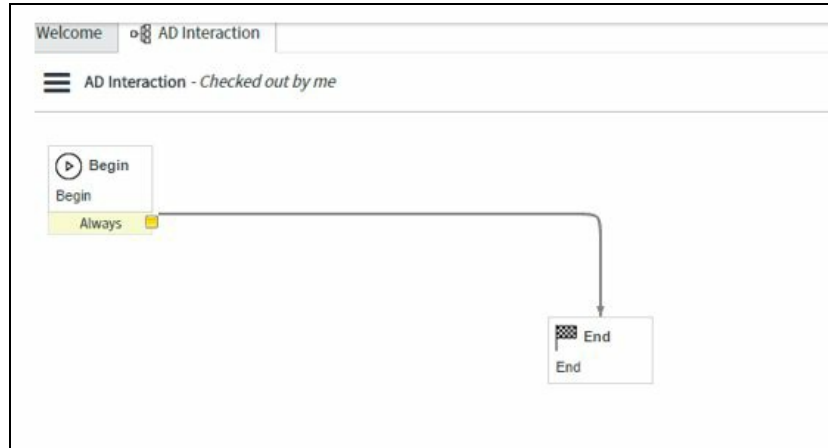 Welcome AD Interaction
AD Interaction - Checked out by me
Begin
Begin
Always
End
End